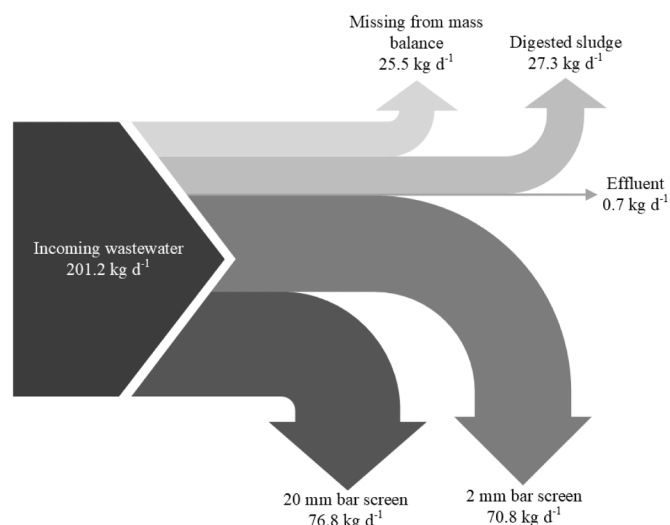 Missing from mass
balance
25.5 kg d⁻¹
Digested sludge
27.3 kg d⁻¹
Effluent
0.7 kg d⁻¹
Incoming wastewater
201.2 kg d⁻¹
20 mm bar screen
76.8 kg d⁻¹
2 mm bar screen
70.8 kg d⁻¹